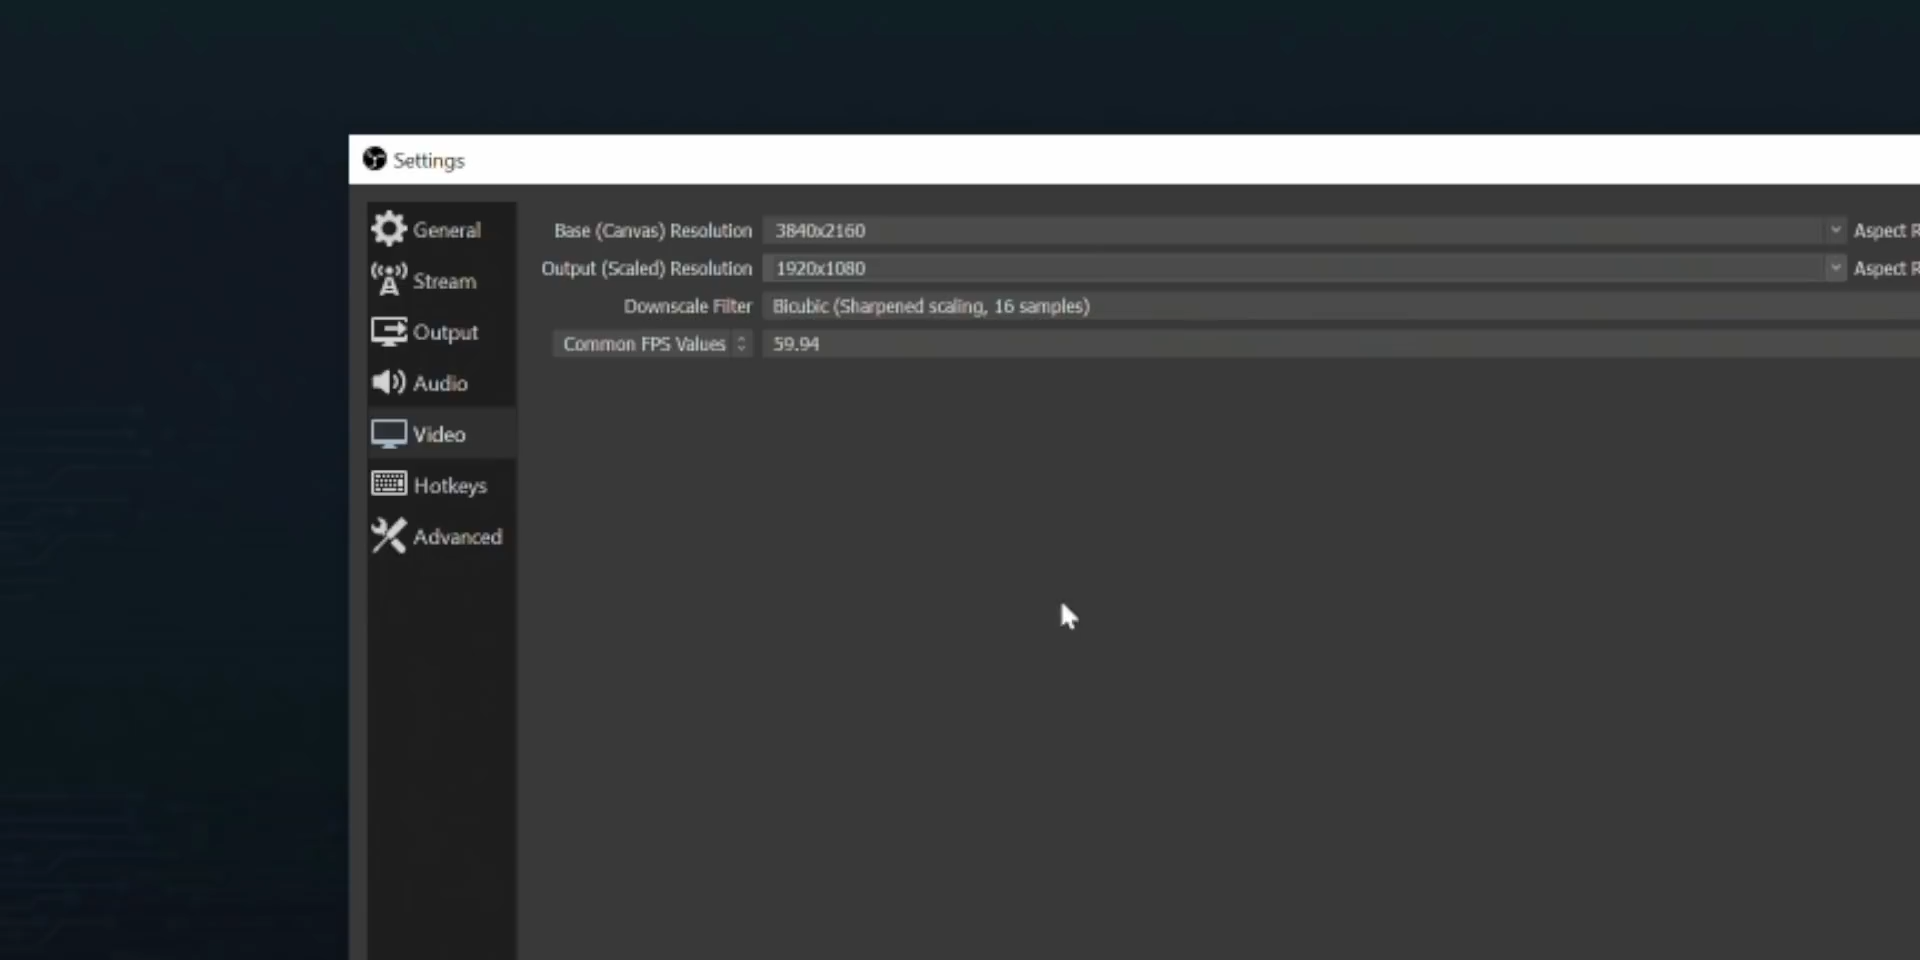 Settings
General
Stream
Output
Audio
Video
Hotkeys
Advanced
Base (Canvas) Resolution 3840x2160 Aspect
Output (Scaled) Resolution 1920x1080 Aspect
Downscale Filter Bicubic (Sharpened scaling, 16 samples)
Common FPS Values 59.94